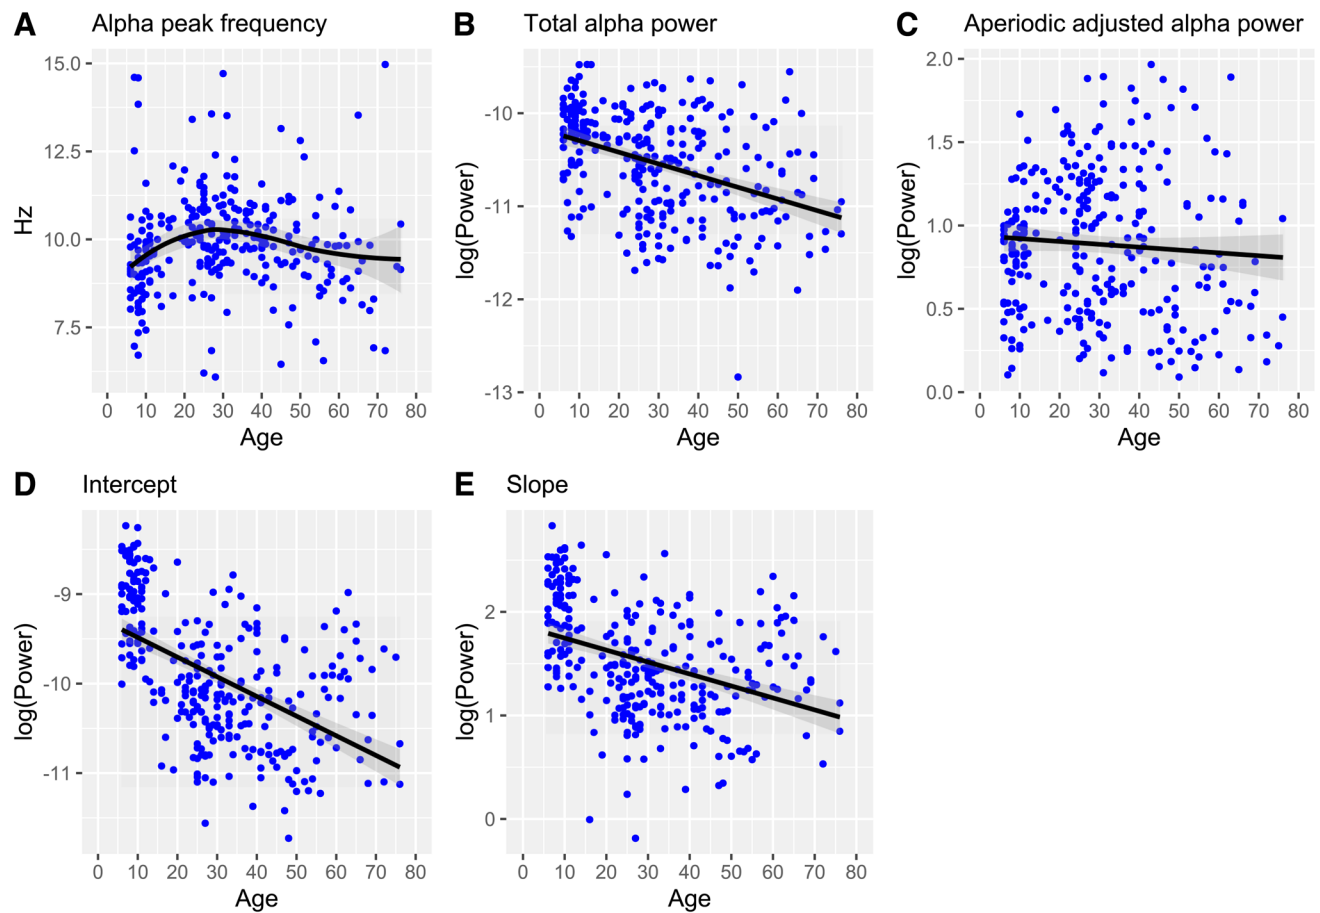 A Alpha peak frequency
B Total alpha power
C Aperiodic adjusted alpha power
Hz
15.0
12.5
10.0
7.5
0 10 20 30 40 50 60 70 80
Age
log(Power)
-10
-11
-12
-13
0 10 20 30 40 50 60 70 80
Age
log(Power)
2.0
1.5
1.0
0.5
0.0
0 10 20 30 40 50 60 70 80
Age
D Intercept
E Slope
log(Power)
-9
-10
-11
0 10 20 30 40 50 60 70 80
Age
log(Power)
2
1
0
0 10 20 30 40 50 60 70 80
Age